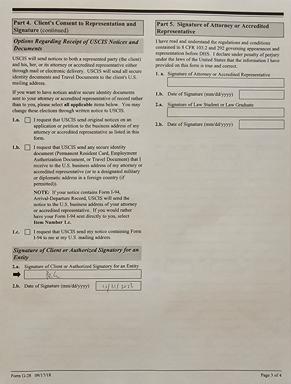 Part 4. Client's Consent to Representation and
Signature (continued)
Options Regarding Receipt of USCIS Notices and
Documents
USCIS will send notices to both a represented party (the client)
and his, her, or its attorney or accredited representative either
through mail or electronic delivery. USCIS will send all secure
identity documents and Travel Documents to the client's U.S.
mailing address.
If you want to have notices and/or secure identity documents
sent to your attorney or accredited representative of record rather
than to you, please select all applicable items below. You may
change these elections through written notice to USCIS.
1.a. I request that USCIS send original notices on an
application or petition to the business address of my
attorney or accredited representative as listed in this
form.
1.b. I request that USCIS send any secure identity
document (Permanent Resident Card, Employment
Authorization Document, or Travel Document) that I
receive to the U.S. business address of my attorney
or accredited representative (or to a designated military
or diplomatic address in a foreign country (if
permitted)).
NOTE: If your notice contains Form I-94,
Arrival-Departure Record, USCIS will send the
notice to the U.S. business address of your attorney
or accredited representative. If you would rather
have your Form I-94 sent directly to you, select
Item Number 1.c.
1.c. I request that USCIS send my notice containing Form
I-94 to me at my U.S. mailing address.
Signature of Client or Authorized Signatory for an
Entity
2.a. Signature of Client or Authorized Signatory for an Entity
2.b. Date of Signature (mm/dd/yyyy)
Form G-28 09/17/18
Part 5. Signature of Attorney or Accredited
Representative
I have read and understand the regulations and conditions
contained in 8 CFR 103.2 and 292 governing appearances and
representation before DHS. I declare under penalty of perjury
under the laws of the United States that the information I have
provided on this form is true and correct.
1. a. Signature of Attorney or Accredited Representative
1.b. Date of Signature (mm/dd/yyyy)
2.a. Signature of Law Student or Law Graduate
2.b. Date of Signature (mm/dd/yyyy)
Page 3 of 4